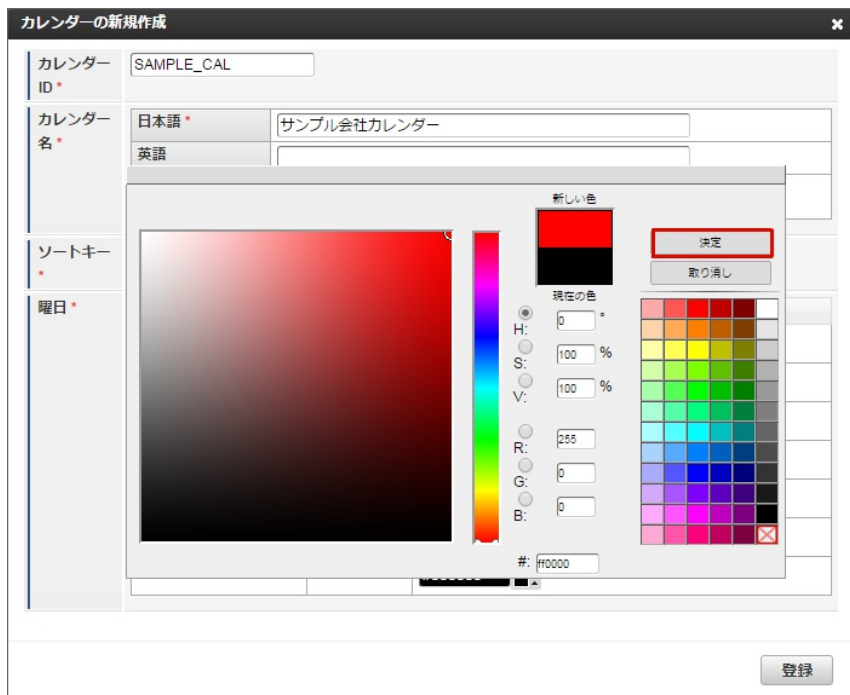 カレンダーの新規作成
カレンダー
ID *
SAMPLE_CAL
カレンダー
名 *
日本語 *
サンプル会社カレンダー
英語
ソートキー
*
曜日 *
新しい色
現在の色
決定
取り消し
H: 0 °
S: 100 %
V: 100 %
R: 255
G: 0
B: 0
#: ff0000
登録